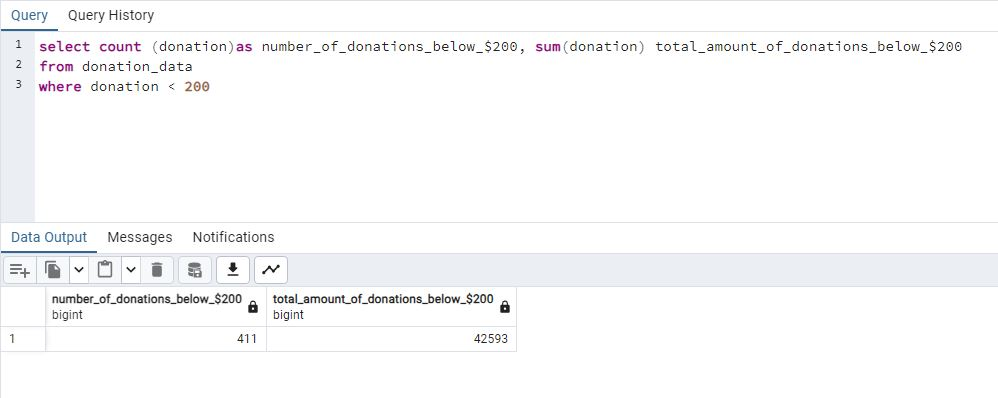 Query Query History
1 select count (donation)as number_of_donations_below_$200, sum(donation) total_amount_of_donations_below_$200
2 from donation_data
3 where donation < 200
Data Output Messages Notifications
number_of_donations_below_$200 total_amount_of_donations_below_$200
bigint bigint
1 411 42593